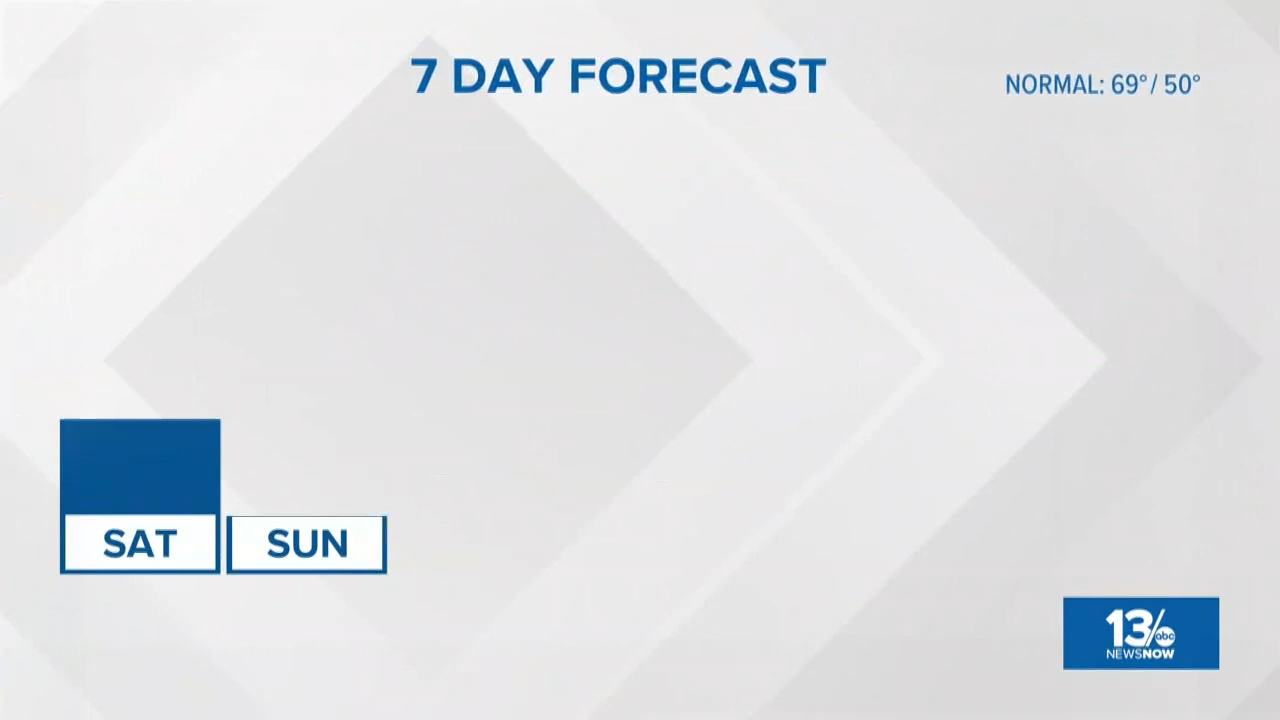 7 DAY FORECAST
NORMAL: 69°/ 50°
SAT
SUN
13 abc
NEWSNOW